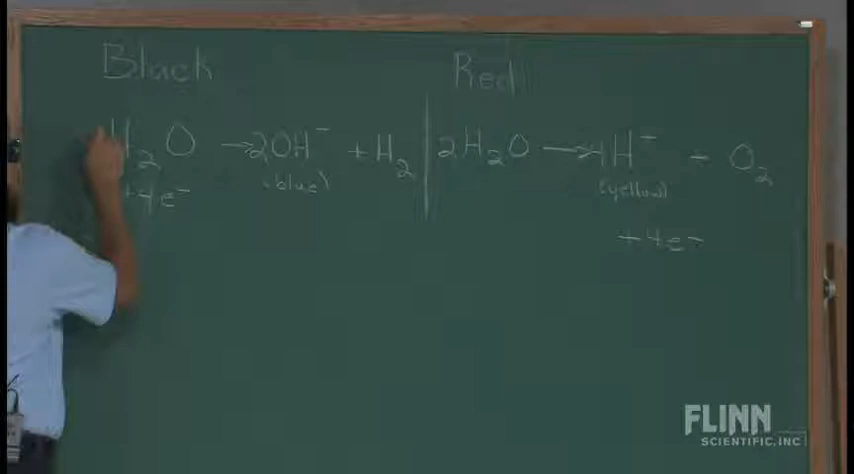 Black
Red
H₂O → 2OH⁻ + H₂
2H₂O → 4H⁻ - O₂
+4e⁻
(blue)
(yellow)
+4e⁻
FLINN
SCIENTIFIC, INC